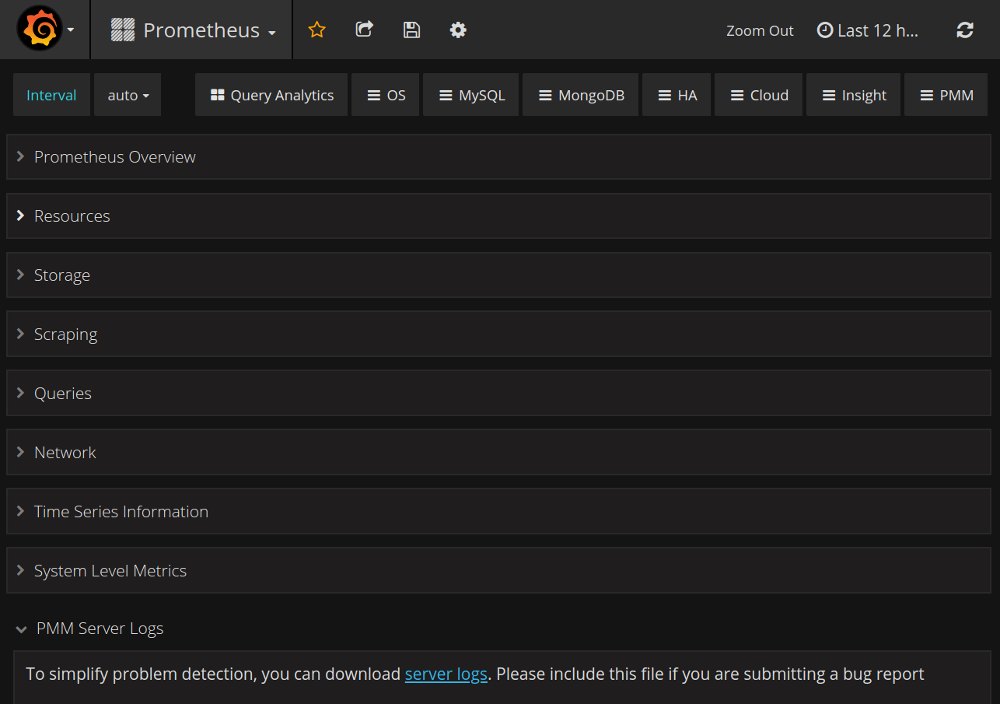 Prometheus Zoom Out Last 12 h...
Interval auto Query Analytics OS MySQL MongoDB HA Cloud Insight PMM
Prometheus Overview
Resources
Storage
Scraping
Queries
Network
Time Series Information
System Level Metrics
PMM Server Logs
To simplify problem detection, you can download server logs. Please include this file if you are submitting a bug report